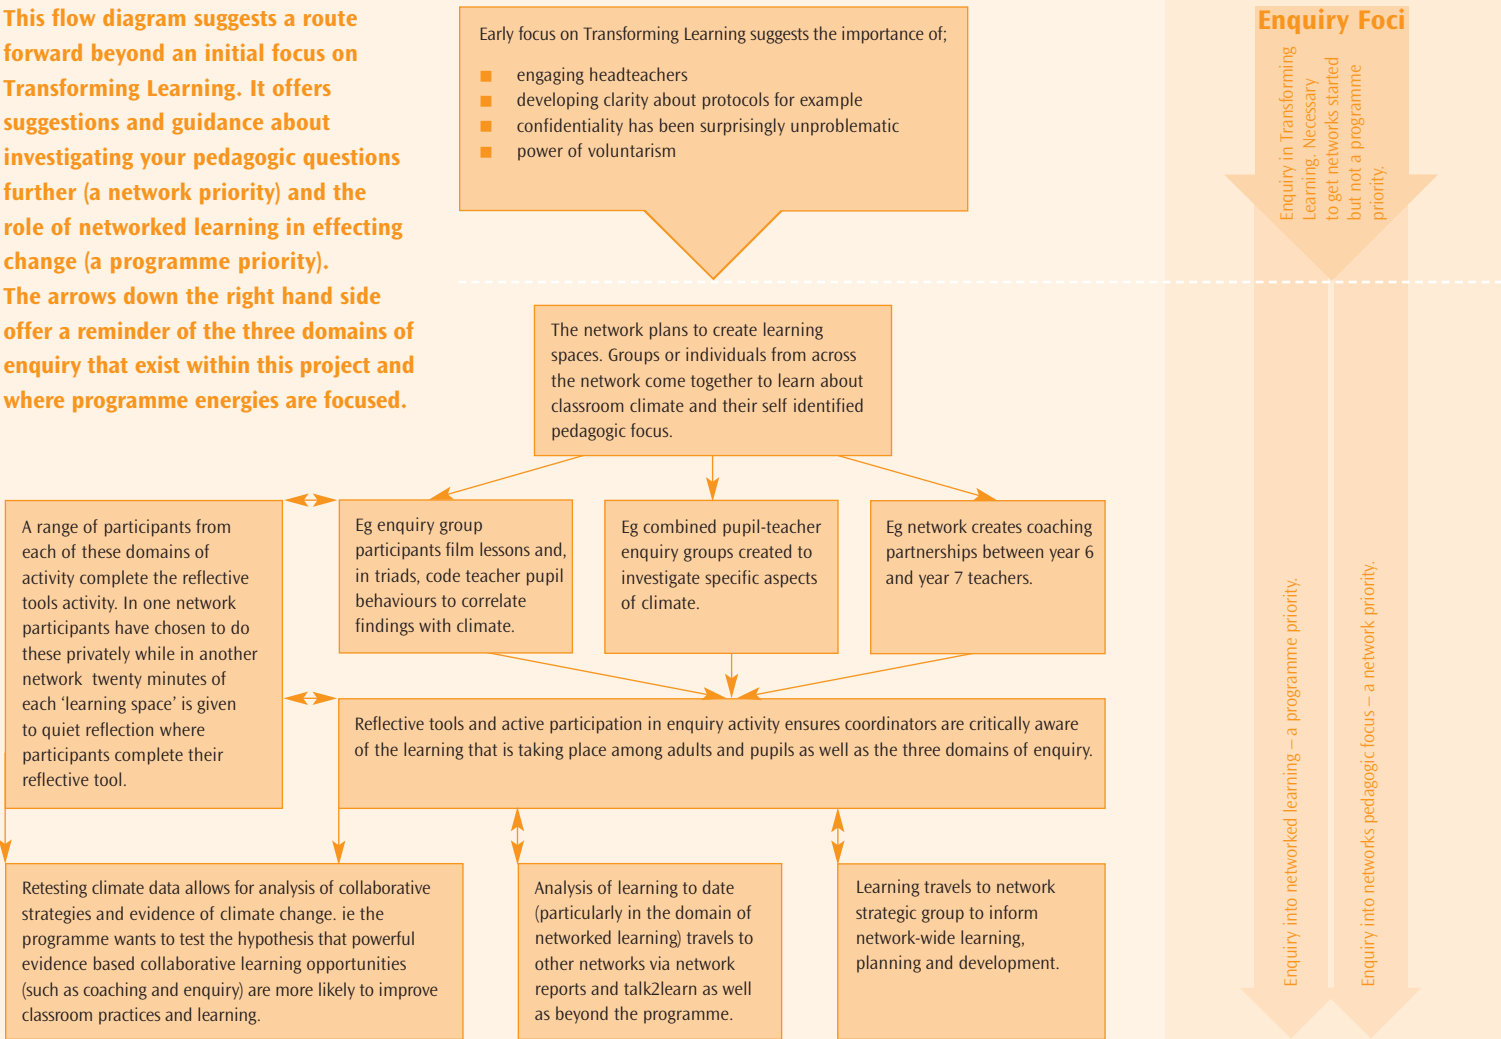 This flow diagram suggests a route
forward beyond an initial focus on
Transforming Learning. It offers
suggestions and guidance about
investigating your pedagogic questions
further (a network priority) and the
role of networked learning in effecting
change (a programme priority).
The arrows down the right hand side
offer a reminder of the three domains of
enquiry that exist within this project and
where programme energies are focused.
Early focus on Transforming Learning suggests the importance of;
■ engaging headteachers
■ developing clarity about protocols for example
■ confidentiality has been surprisingly unproblematic
■ power of voluntarism
Enquiry Foci
Enquiry in Transforming
Learning. Necessary
to get networks started
but not a programme
priority.
The network plans to create learning
spaces. Groups or individuals from across
the network come together to learn about
classroom climate and their self identified
pedagogic focus.
A range of participants from
each of these domains of
activity complete the reflective
tools activity. In one network
participants have chosen to do
these privately while in another
network twenty minutes of
each ‘learning space’ is given
to quiet reflection where
participants complete their
reflective tool.
Eg enquiry group
participants film lessons and,
in triads, code teacher pupil
behaviours to correlate
findings with climate.
Eg combined pupil-teacher
enquiry groups created to
investigate specific aspects
of climate.
Eg network creates coaching
partnerships between year 6
and year 7 teachers.
Reflective tools and active participation in enquiry activity ensures coordinators are critically aware
of the learning that is taking place among adults and pupils as well as the three domains of enquiry.
Retesting climate data allows for analysis of collaborative
strategies and evidence of climate change. ie the
programme wants to test the hypothesis that powerful
evidence based collaborative learning opportunities
(such as coaching and enquiry) are more likely to improve
classroom practices and learning.
Analysis of learning to date
(particularly in the domain of
networked learning) travels to
other networks via network
reports and talk2learn as well
as beyond the programme.
Learning travels to network
strategic group to inform
network-wide learning,
planning and development.
Enquiry into networked learning – a programme priority.
Enquiry into networks pedagogic focus – a network priority.